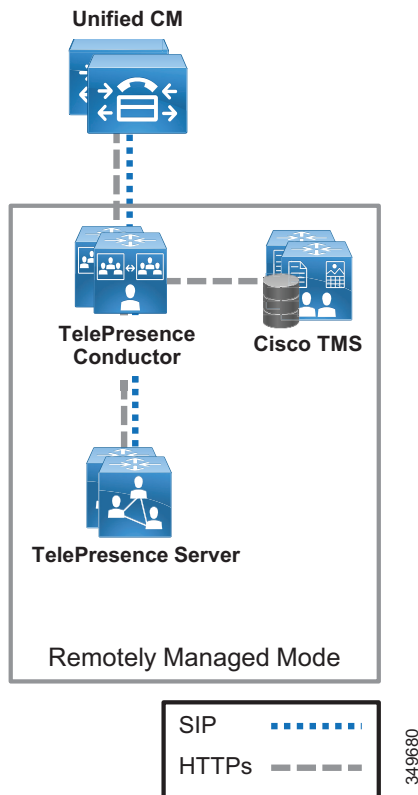 Unified CM
TelePresence
Conductor
Cisco TMS
TelePresence Server
Remotely Managed Mode
SIP
HTTPs
349680